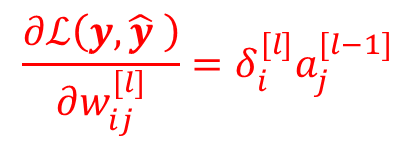 ∂ℒ(𝒚, ŷ) / ∂w_{ij}^{[l]} = δ_i^{[l]} a_j^{[l−1]}